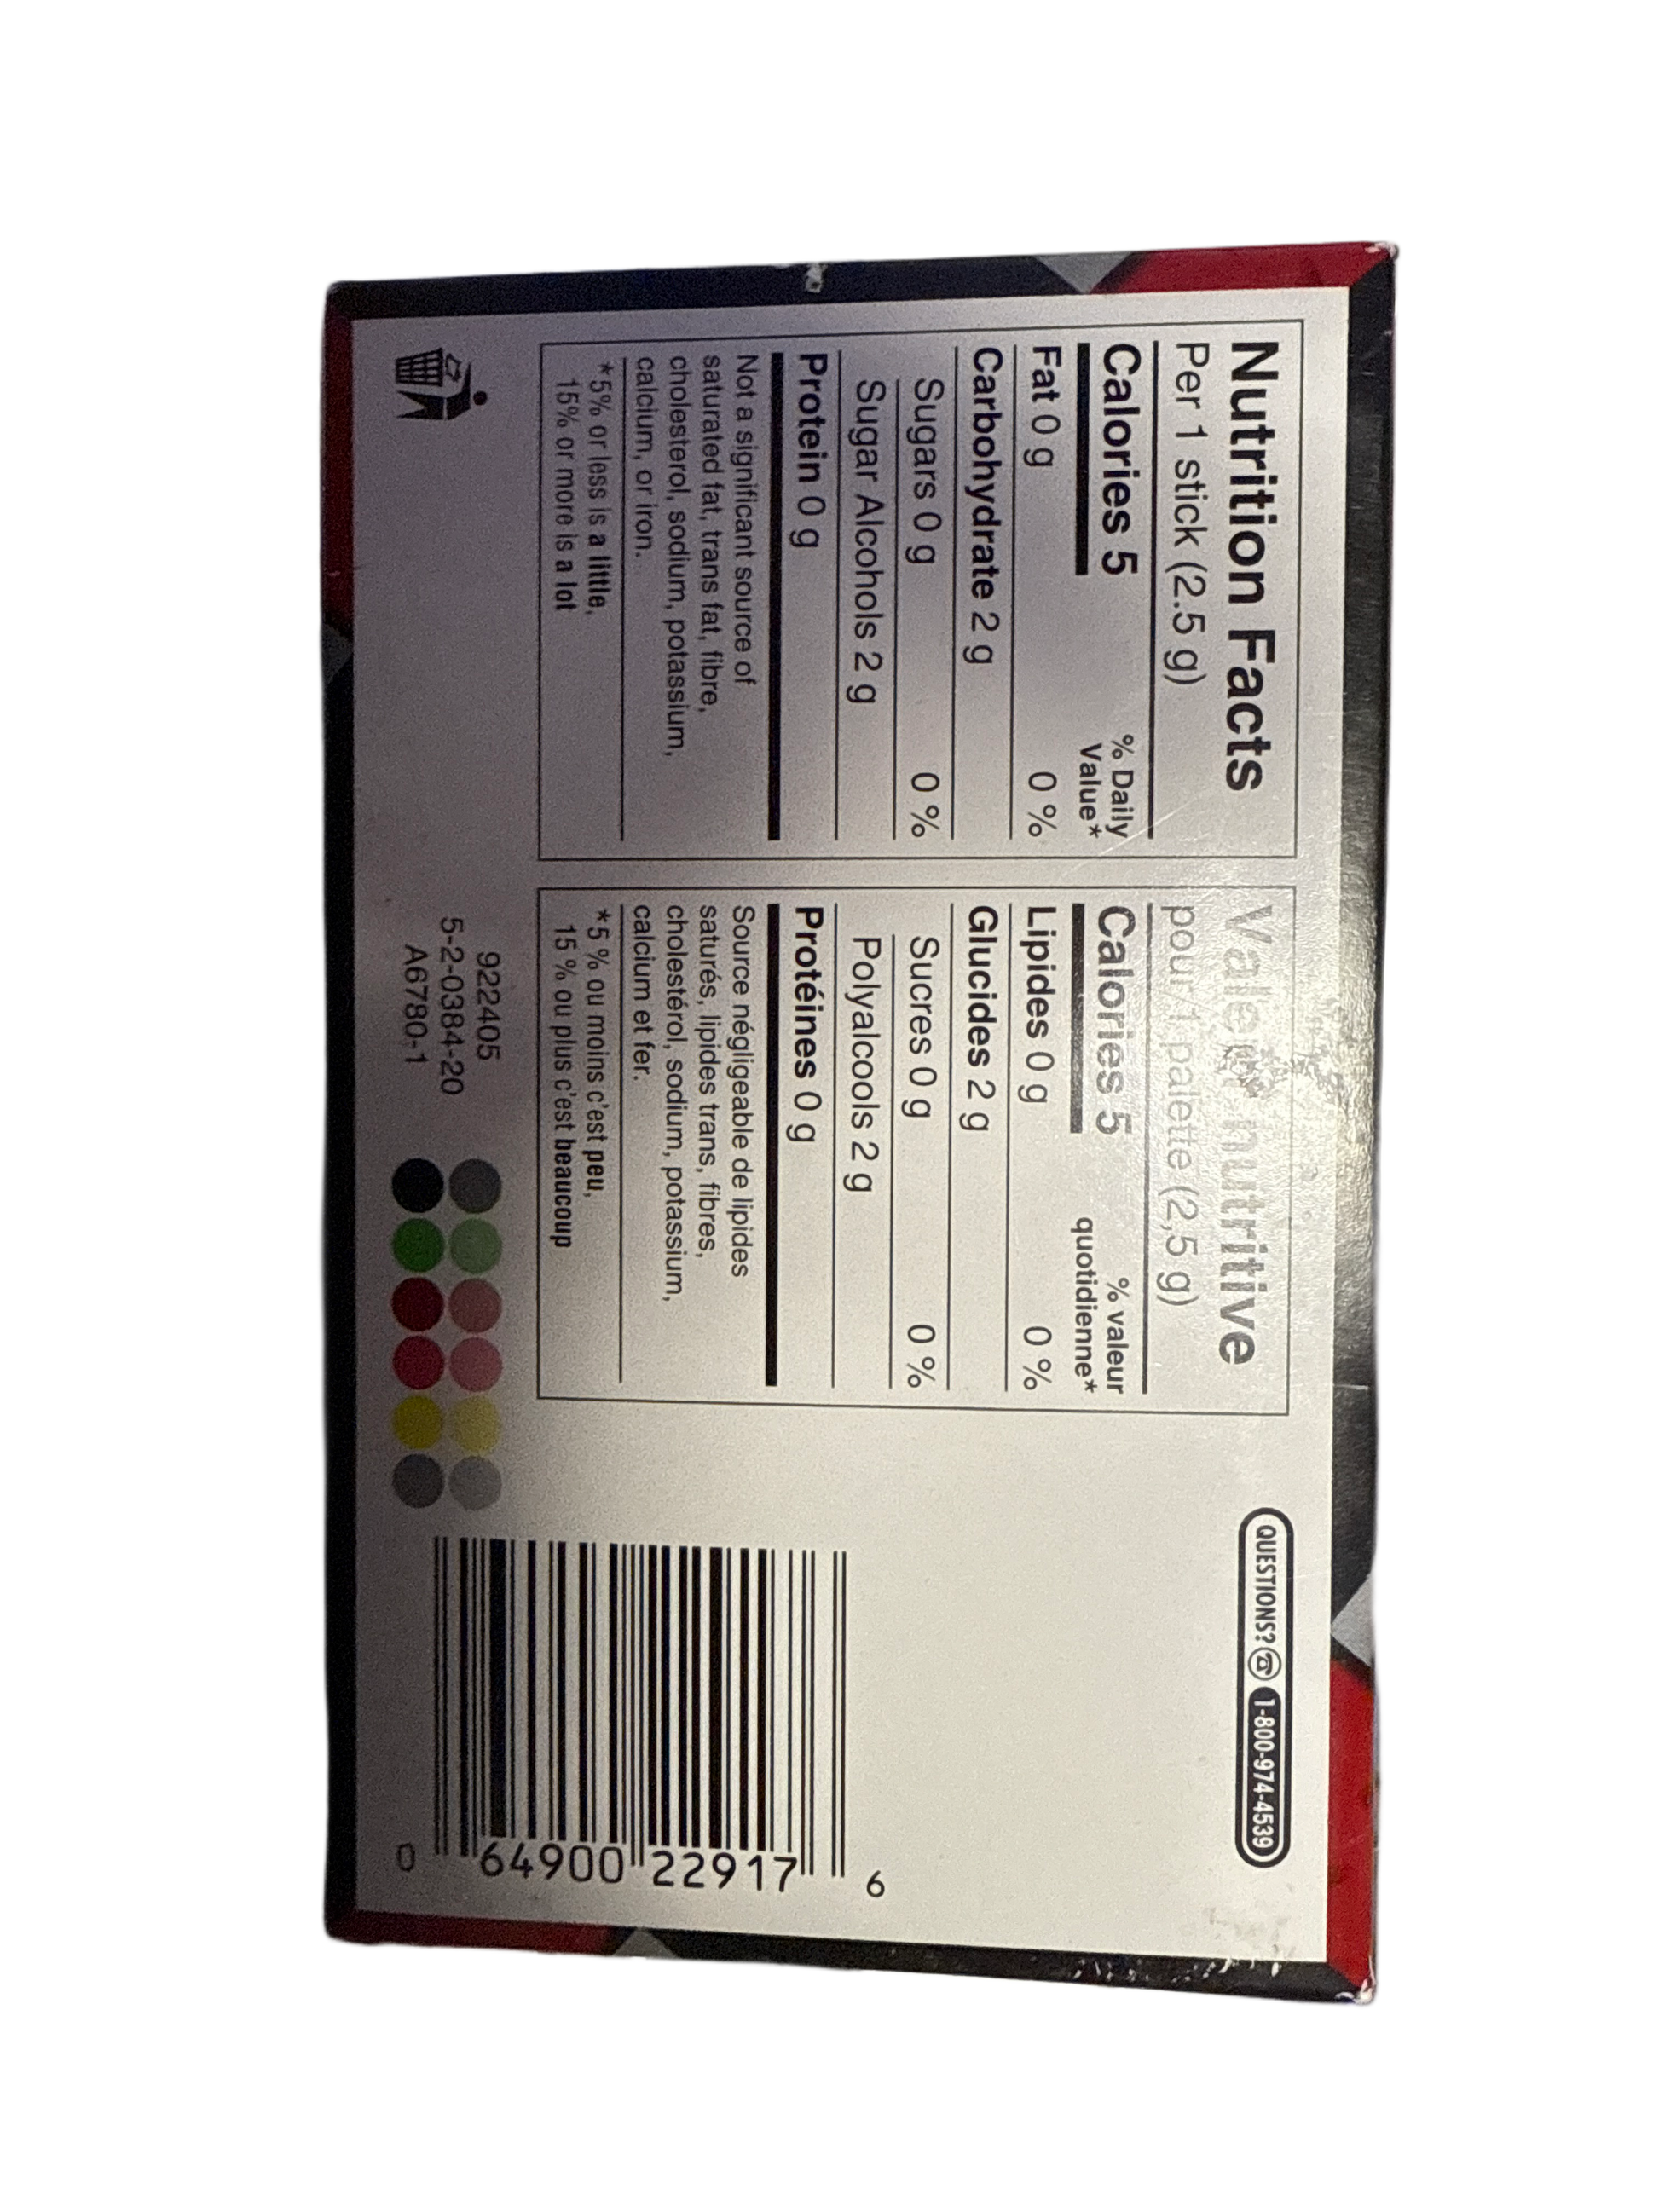 Nutrition Facts
Per 1 stick (2.5 g)
Calories 5
% Daily
Value*
Fat 0 g 0 %
Carbohydrate 2 g
Sugars 0 g 0 %
Sugar Alcohols 2 g
Protein 0 g
Not a significant source of
saturated fat, trans fat, fibre,
cholesterol, sodium, potassium,
calcium, or iron.
*5% or less is a little,
15% or more is a lot
Valeur nutritive
pour 1 palette (2,5 g)
Calories 5
% valeur
quotidienne*
Lipides 0 g 0 %
Glucides 2 g
Sucres 0 g 0 %
Polyalcools 2 g
Protéines 0 g
Source négligeable de lipides
saturés, lipides trans, fibres,
cholestérol, sodium, potassium,
calcium et fer.
*5 % ou moins c'est peu,
15 % ou plus c'est beaucoup
QUESTIONS? 1-800-974-4539
922405
5-2-0384-20
A6780-1
0 64900 22917 6